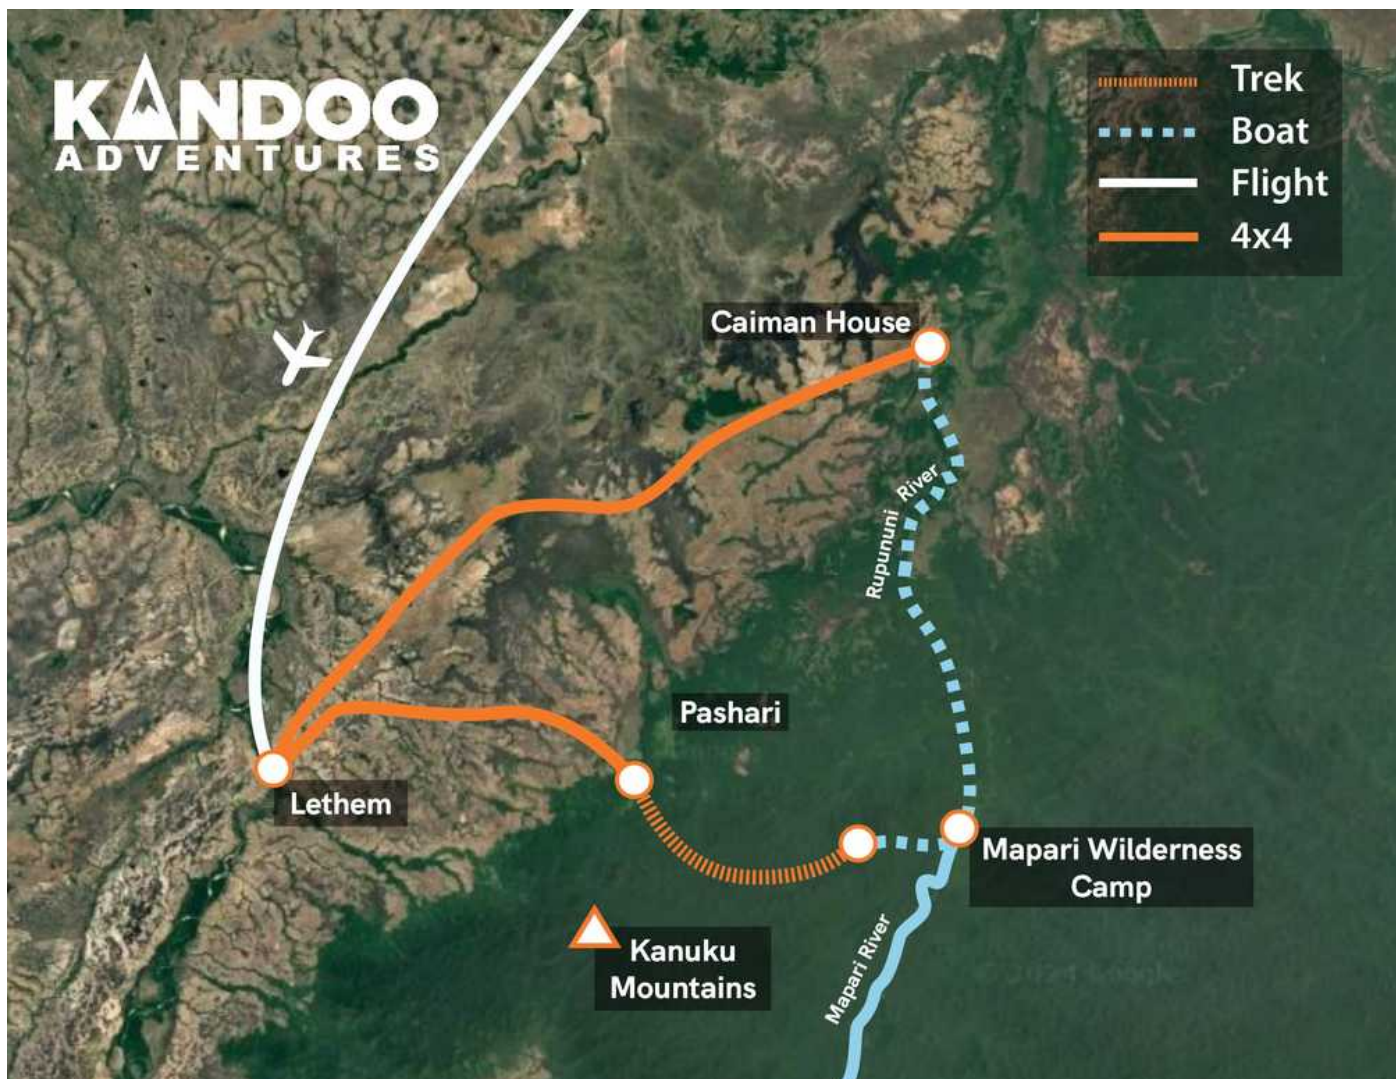 KANDOO
ADVENTURES
Trek
Boat
Flight
4x4
Caiman House
Rupununi River
Pashari
Lethem
Mapari Wilderness
Camp
Kanuku
Mountains
Mapari River